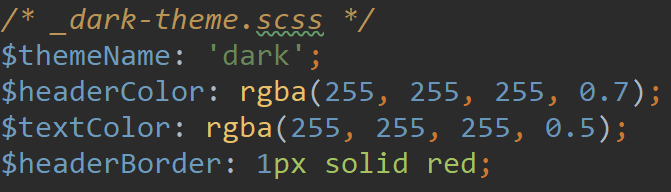 /* _dark-theme.scss */
$themeName: 'dark';
$headerColor: rgba(255, 255, 255, 0.7);
$textColor: rgba(255, 255, 255, 0.5);
$headerBorder: 1px solid red;